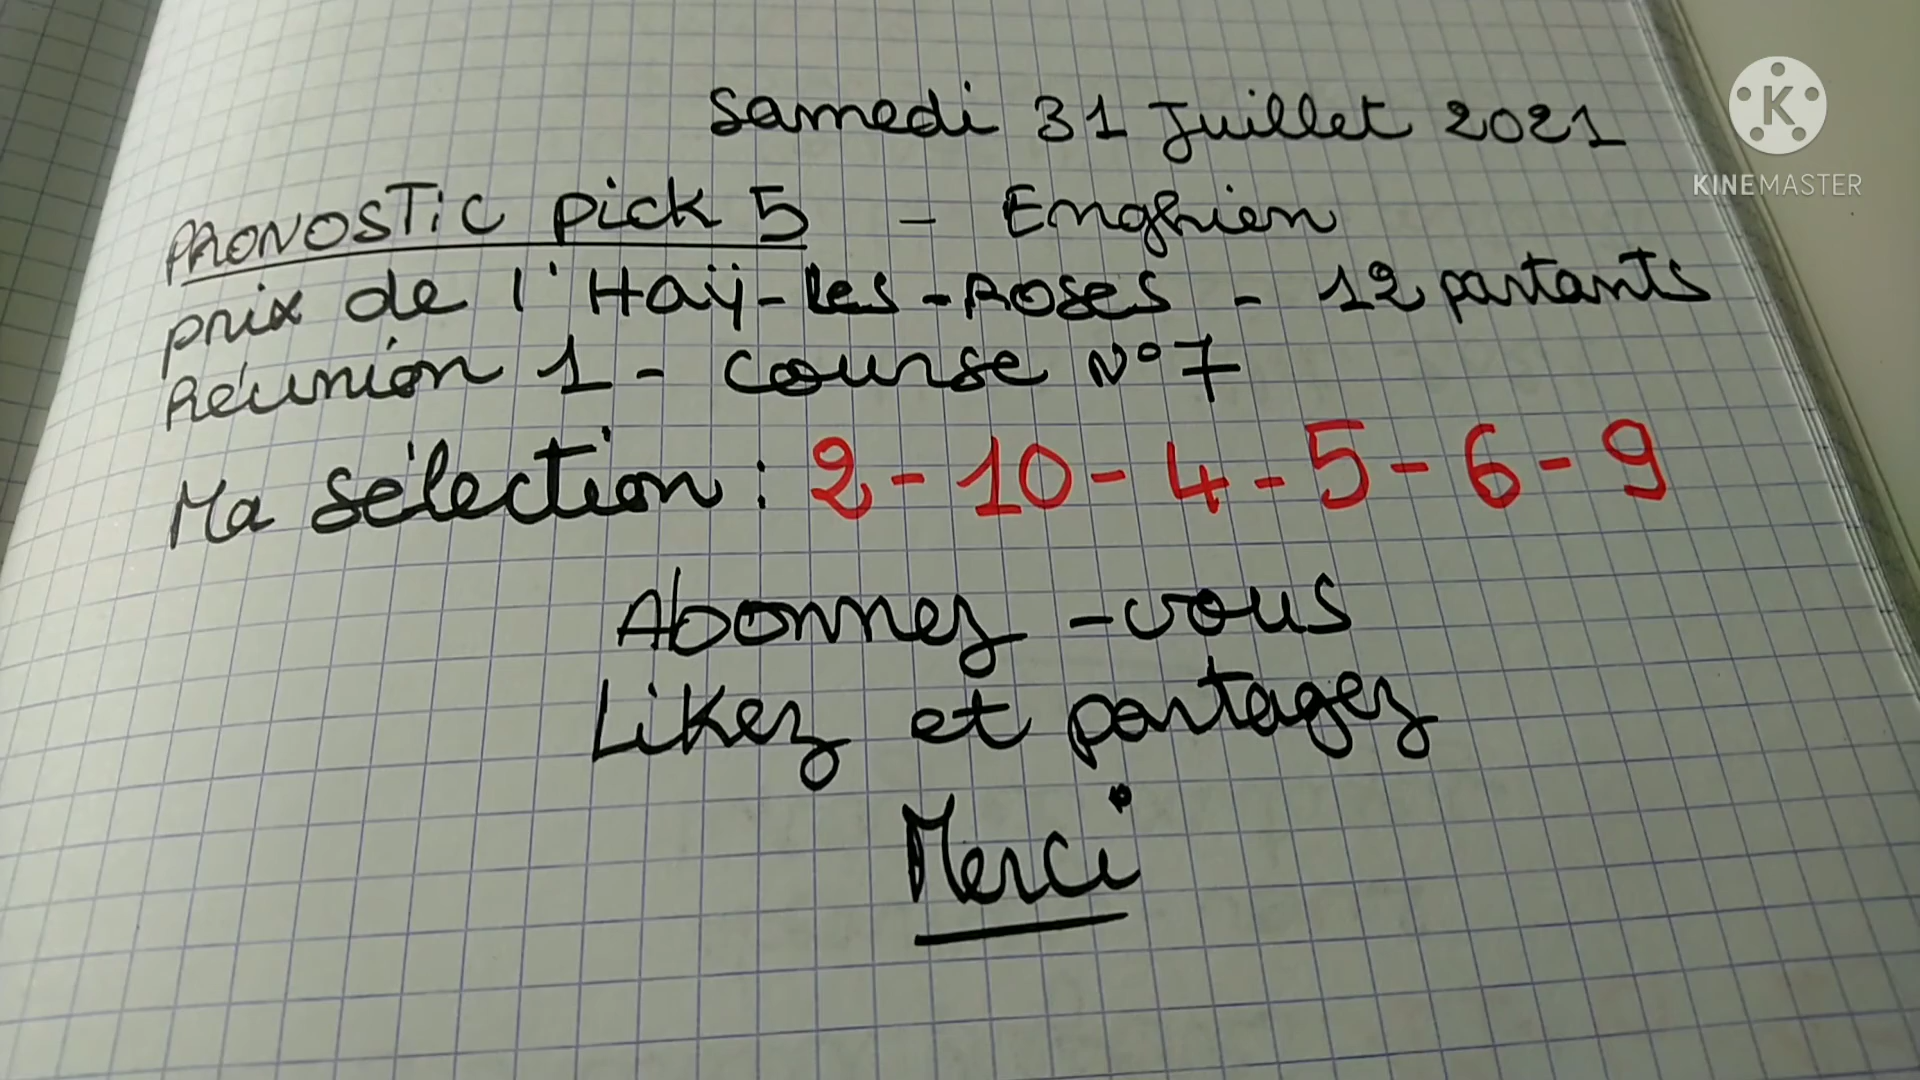 Samedi 31 Juillet 2021
K
KINEMASTER
PRONOSTiC pick 5 - Enghien
prix de l'Haÿ-les-Roses - 12 partants
Réunion 1 - course N°7
Ma sélection : 2 - 10 - 4 - 5 - 6 - 9
Abonnez-vous
Likez et partagez
Merci